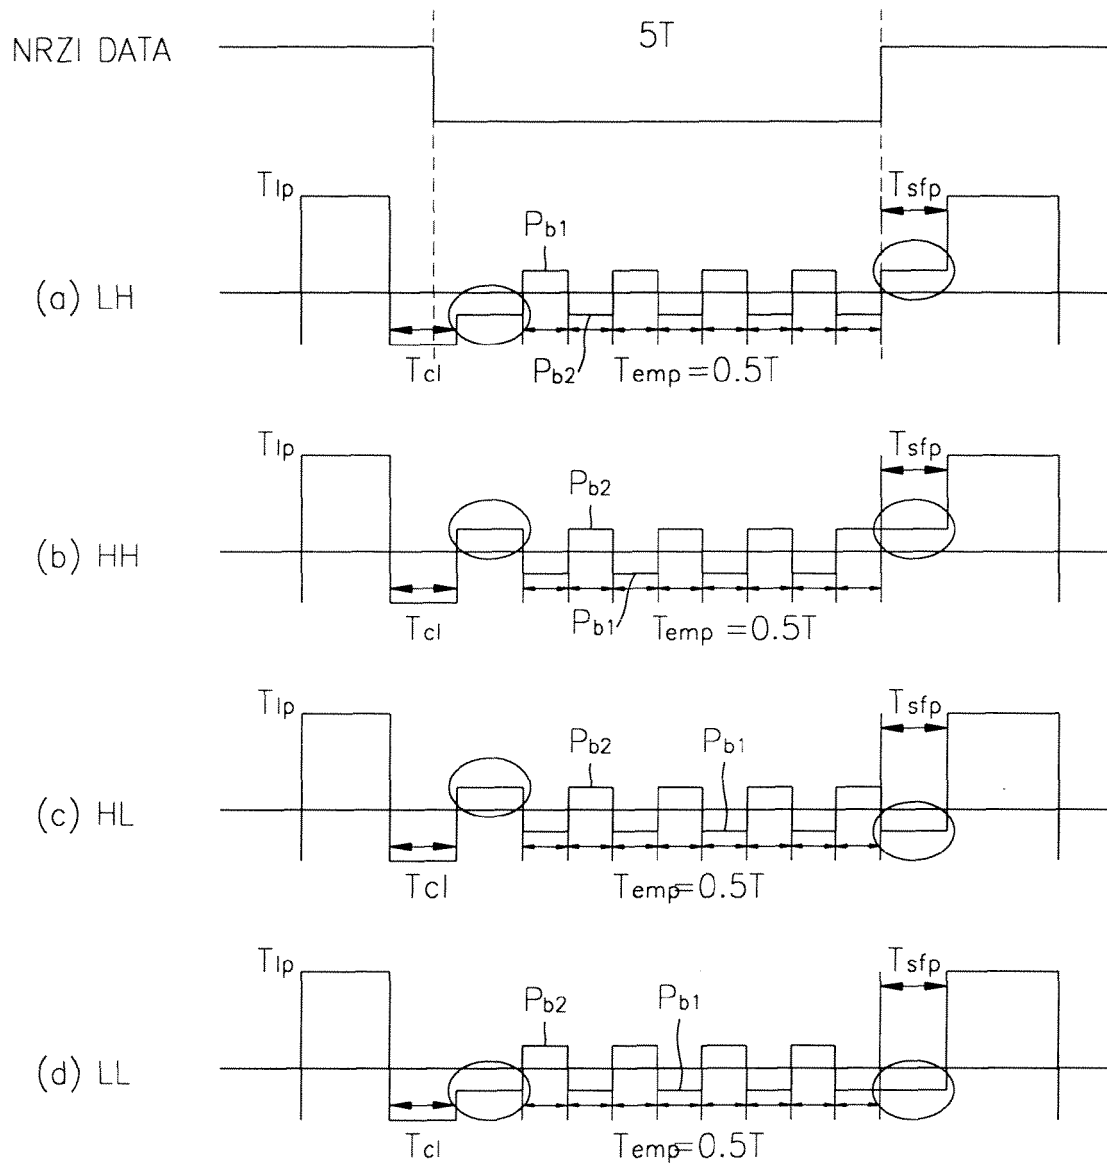 5T
NRZI DATA
Tlp
Tsfp
Pb1
(a) LH
Tcl
Pb2
Temp=0.5T
Tlp
Tsfp
Pb2
(b) HH
Tcl
Pb1
Temp=0.5T
Tlp
Tsfp
Pb2
Pb1
(c) HL
Tcl
Temp=0.5T
Tlp
Tsfp
Pb2
Pb1
(d) LL
Tcl
Temp=0.5T